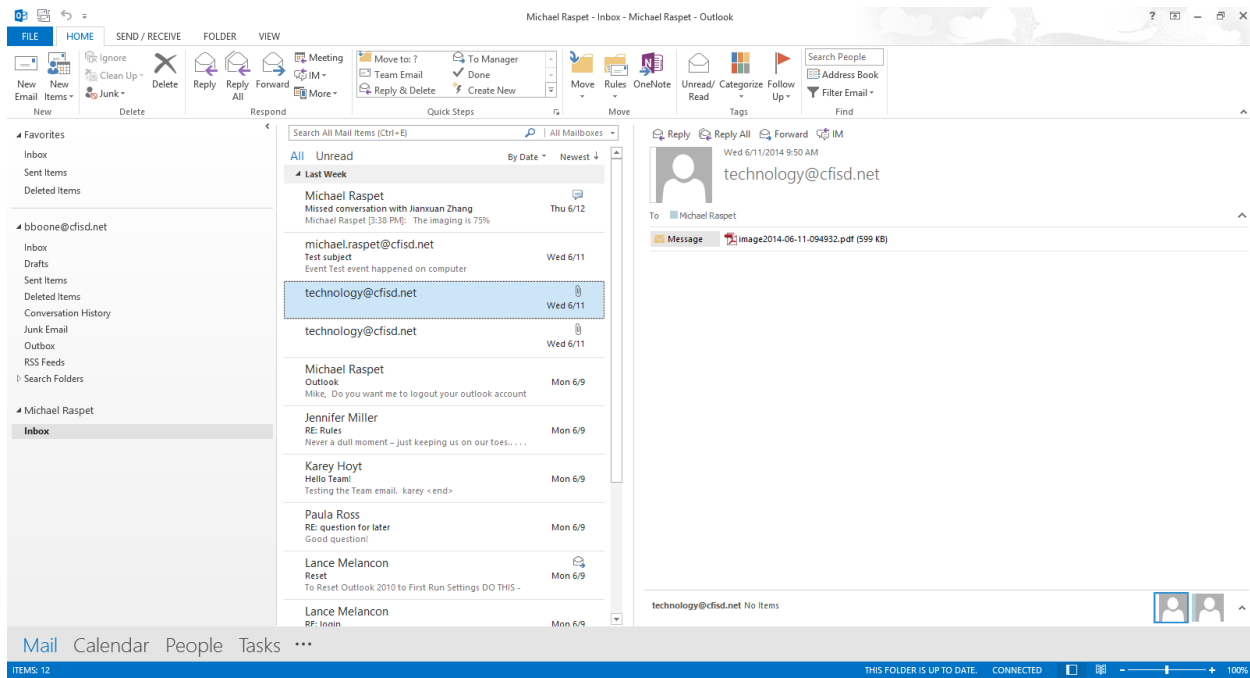 Michael Raspet - Inbox - Michael Raspet - Outlook
FILE HOME SEND / RECEIVE FOLDER VIEW
New Email
New Items
Ignore
Clean Up
Junk
Delete
Reply
Reply All
Forward
Meeting
IM
More
Move to: ?
Team Email
Reply & Delete
To Manager
Done
Create New
Move
Rules
OneNote
Unread/ Read
Categorize
Follow Up
Search People
Address Book
Filter Email
New Delete Respond Quick Steps Move Tags Find
Favorites
Inbox
Sent Items
Deleted Items
bboone@cfisd.net
Inbox
Drafts
Sent Items
Deleted Items
Conversation History
Junk Email
Outbox
RSS Feeds
Search Folders
Michael Raspet
Inbox
Search All Mail Items (Ctrl+E) All Mailboxes
All Unread By Date Newest ↓
Last Week
Michael Raspet
Missed conversation with Jianxuan Zhang Thu 6/12
Michael Raspet [3:38 PM]: The imaging is 75%
michael.raspet@cfisd.net
Test subject Wed 6/11
Event Test event happened on computer
technology@cfisd.net
Wed 6/11
technology@cfisd.net
Wed 6/11
Michael Raspet
Outlook Mon 6/9
Mike, Do you want me to logout your outlook account
Jennifer Miller
RE: Rules Mon 6/9
Never a dull moment – just keeping us on our toes.. . . .
Karey Hoyt
Hello Team! Mon 6/9
Testing the Team email. karey <end>
Paula Ross
RE: question for later Mon 6/9
Good question!
Lance Melancon
Reset Mon 6/9
To Reset Outlook 2010 to First Run Settings DO THIS -
Lance Melancon
RE: login Mon 6/9
Reply Reply All Forward IM
Wed 6/11/2014 9:50 AM
technology@cfisd.net
To Michael Raspet
Message image2014-06-11-094932.pdf (599 KB)
technology@cfisd.net No Items
Mail Calendar People Tasks ···
ITEMS: 12 THIS FOLDER IS UP TO DATE. CONNECTED 100%